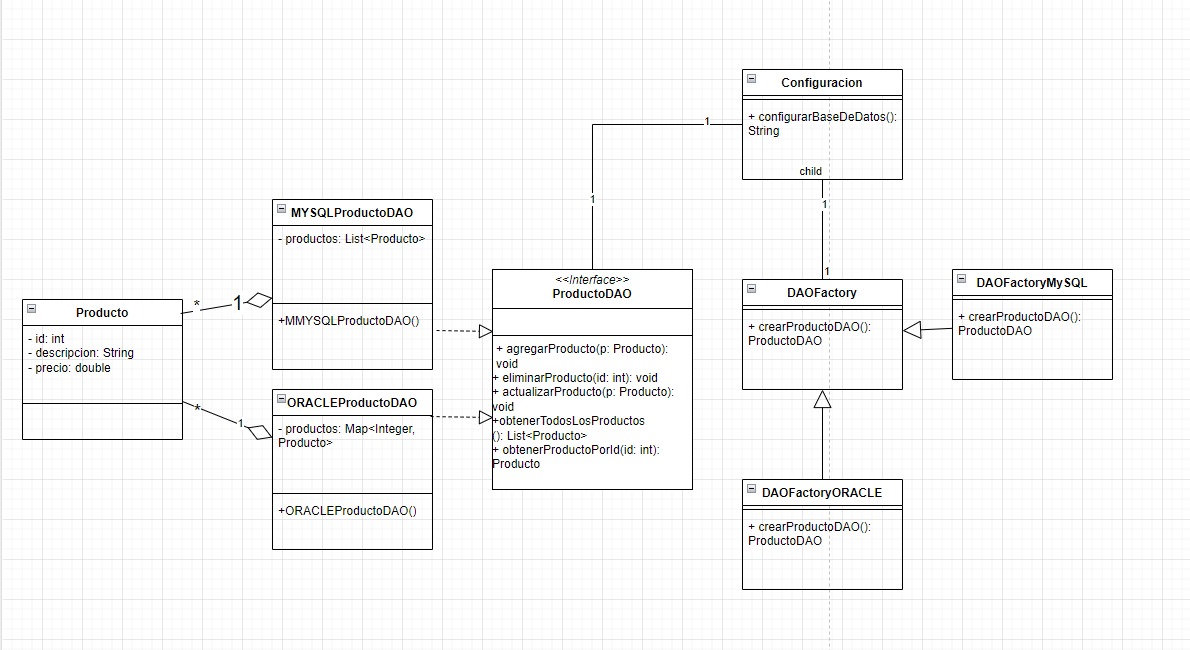 Configuracion
+ configurarBaseDeDatos():
String
child
1
1
1
1
MYSQLProductoDAO
- productos: List<Producto>
+MMYSQLProductoDAO()
* 1
Producto
- id: int
- descripcion: String
- precio: double
* 1
ORACLEProductoDAO
- productos: Map<Integer,
Producto>
+ORACLEProductoDAO()
<<Interface>>
ProductoDAO
+ agregarProducto(p: Producto):
void
+ eliminarProducto(id: int): void
+ actualizarProducto(p: Producto):
void
+obtenerTodosLosProductos
(): List<Producto>
+ obtenerProductoPorId(id: int):
Producto
DAOFactory
+ crearProductoDAO():
ProductoDAO
DAOFactoryMySQL
+ crearProductoDAO():
ProductoDAO
DAOFactoryORACLE
+ crearProductoDAO():
ProductoDAO